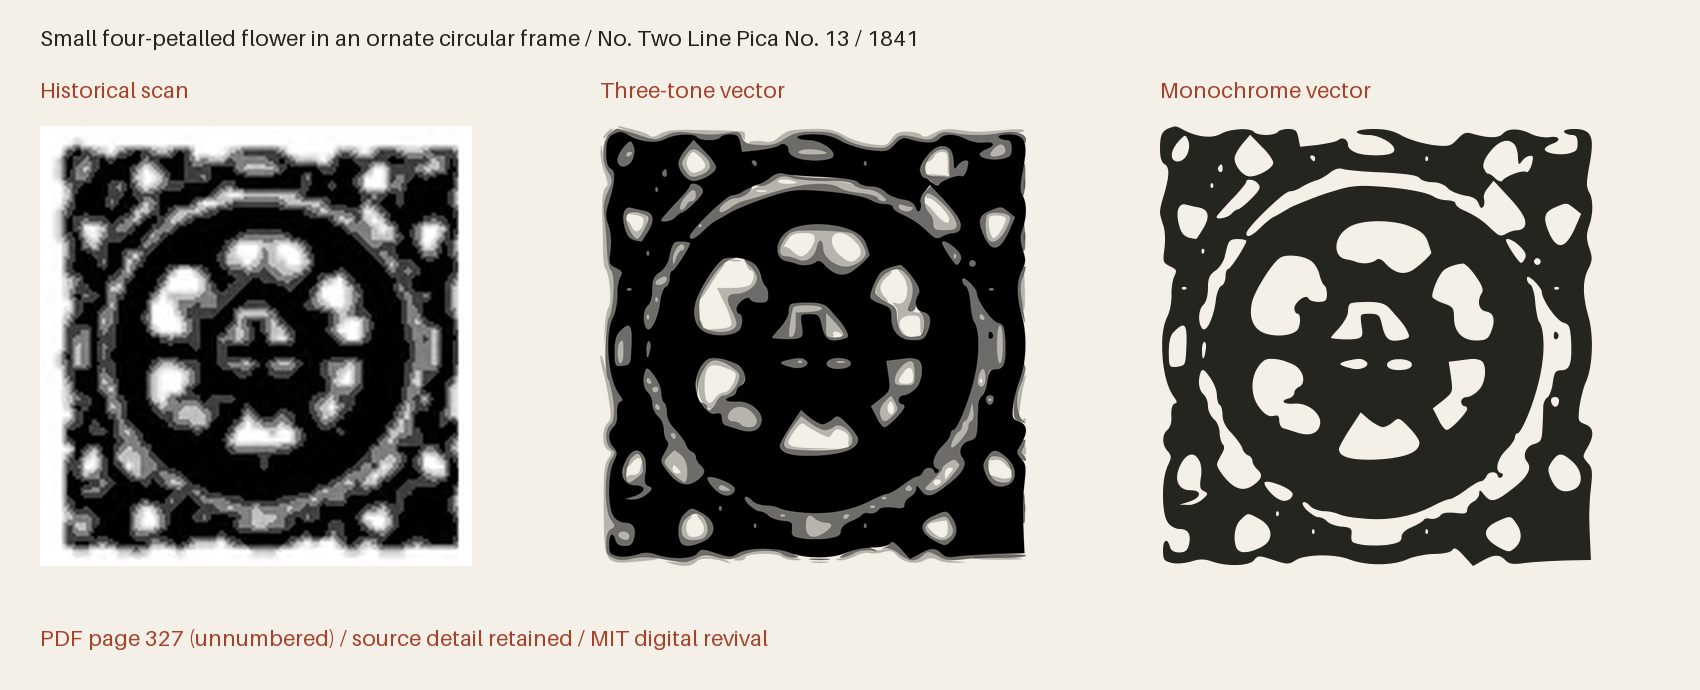 Small four-petalled flower in an ornate circular frame / No. Two Line Pica No. 13 / 1841
Historical scan
Three-tone vector
Monochrome vector
PDF page 327 (unnumbered) / source detail retained / MIT digital revival